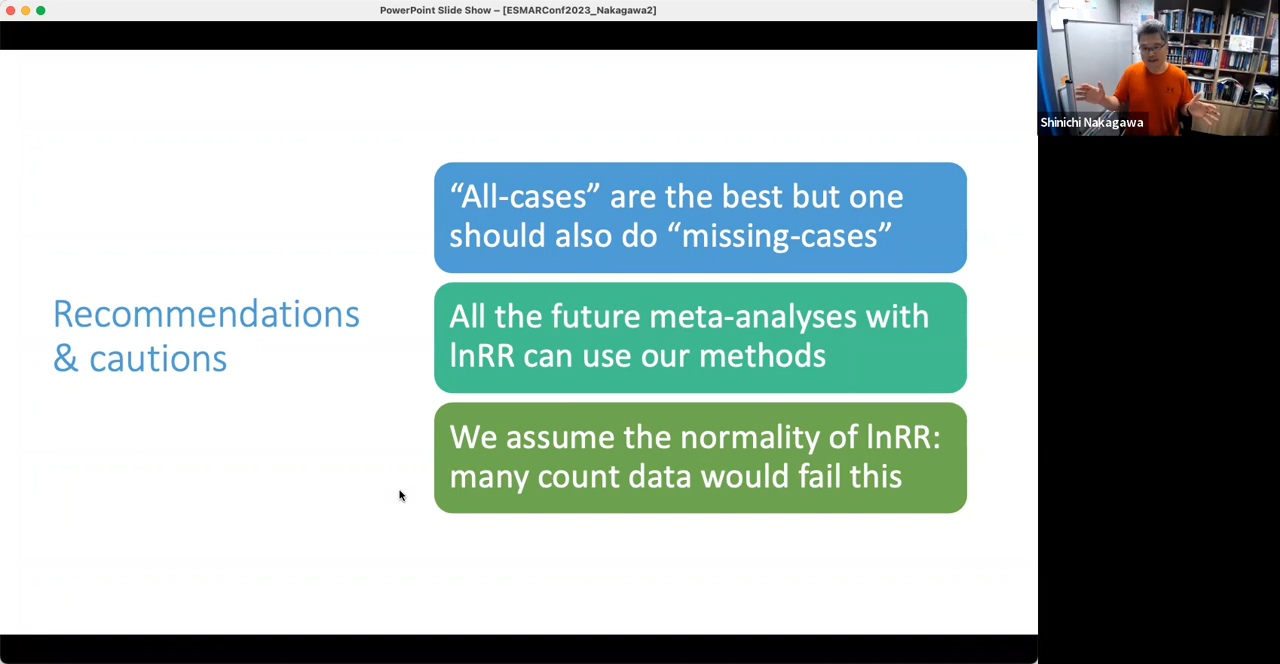 PowerPoint Slide Show – [ESMARConf2023_Nakagawa2]
Shinichi Nakagawa
Recommendations
& cautions
“All-cases” are the best but one
should also do “missing-cases”
All the future meta-analyses with
lnRR can use our methods
We assume the normality of lnRR:
many count data would fail this